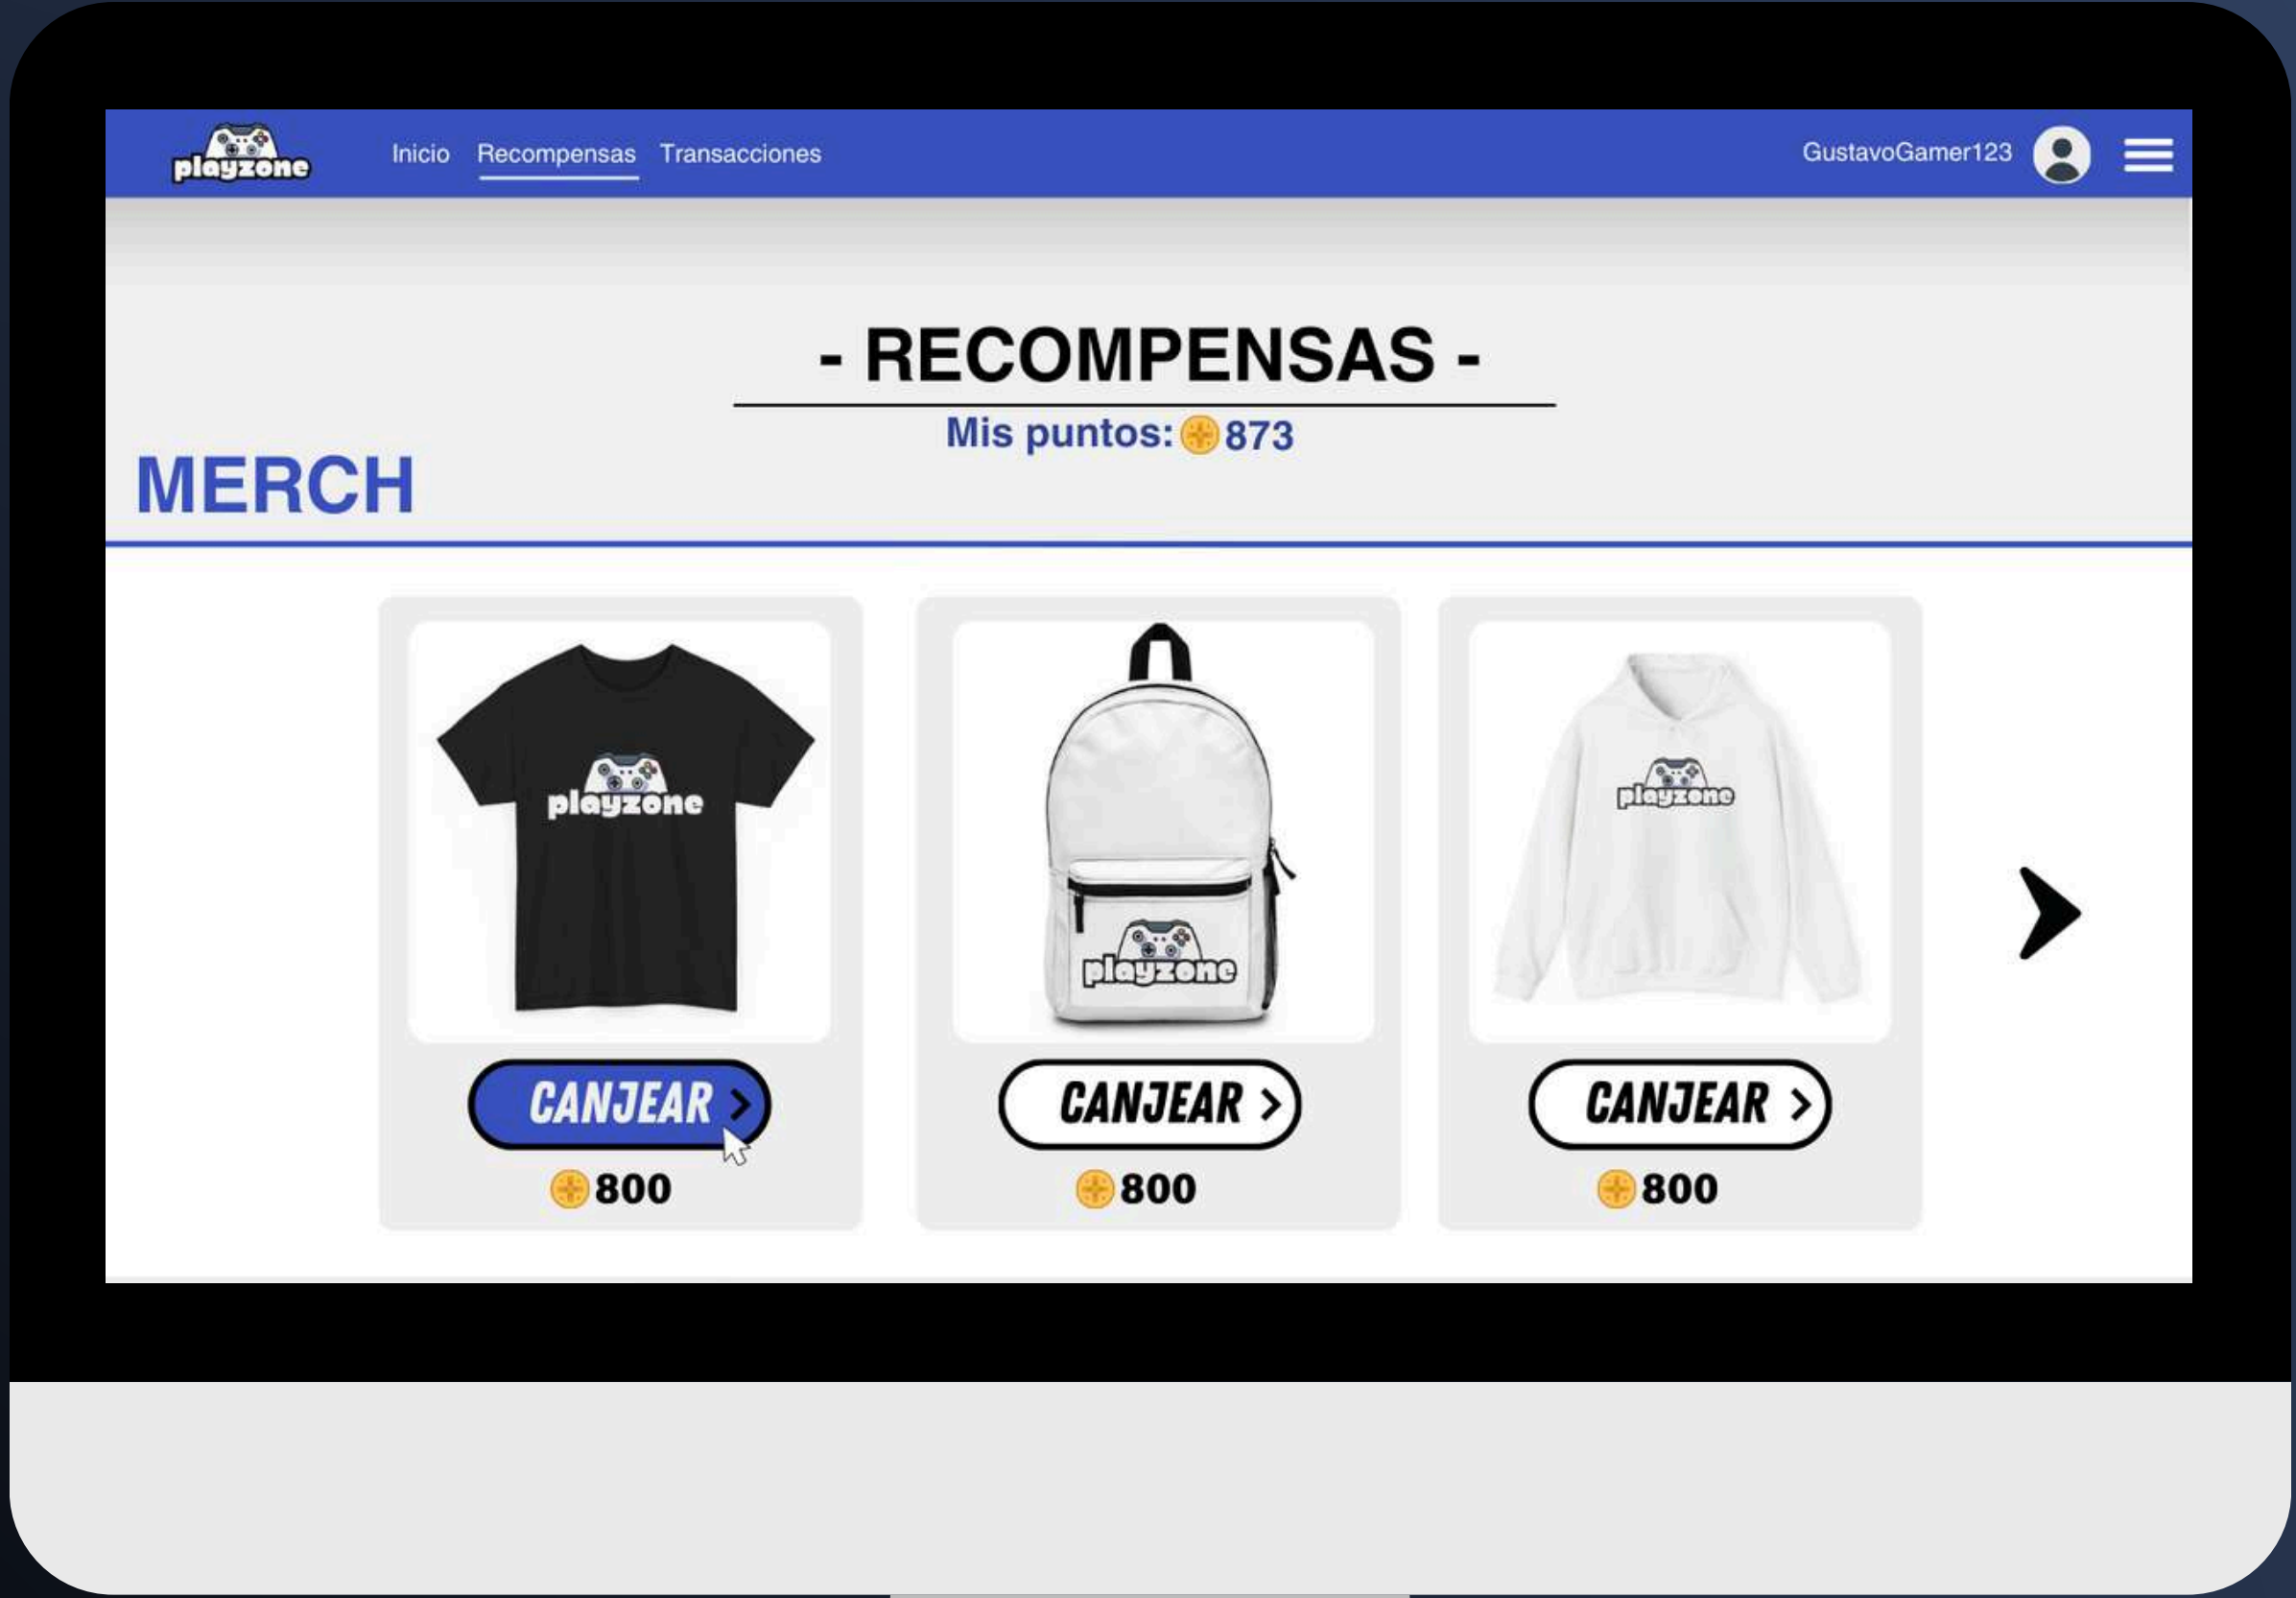 playzone
Inicio Recompensas Transacciones
GustavoGamer123
- RECOMPENSAS -
Mis puntos: 873
MERCH
playzone
playzone
playzone
CANJEAR >
CANJEAR >
CANJEAR >
800
800
800